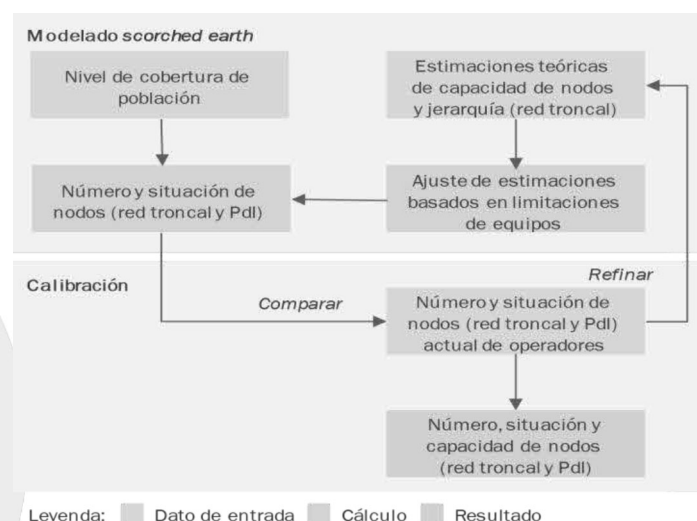 Modelado scorched earth
Nivel de cobertura de
población
Estimaciones teóricas
de capacidad de nodos
y jerarquía (red troncal)
Número y situación de
nodos (red troncal y PdI)
Ajuste de estimaciones
basados en limitaciones
de equipos
Calibración
Comparar
Refinar
Número y situación de
nodos (red troncal y PdI)
actual de operadores
Número, situación y
capacidad de nodos
(red troncal y PdI)
Leyenda: Dato de entrada Cálculo Resultado